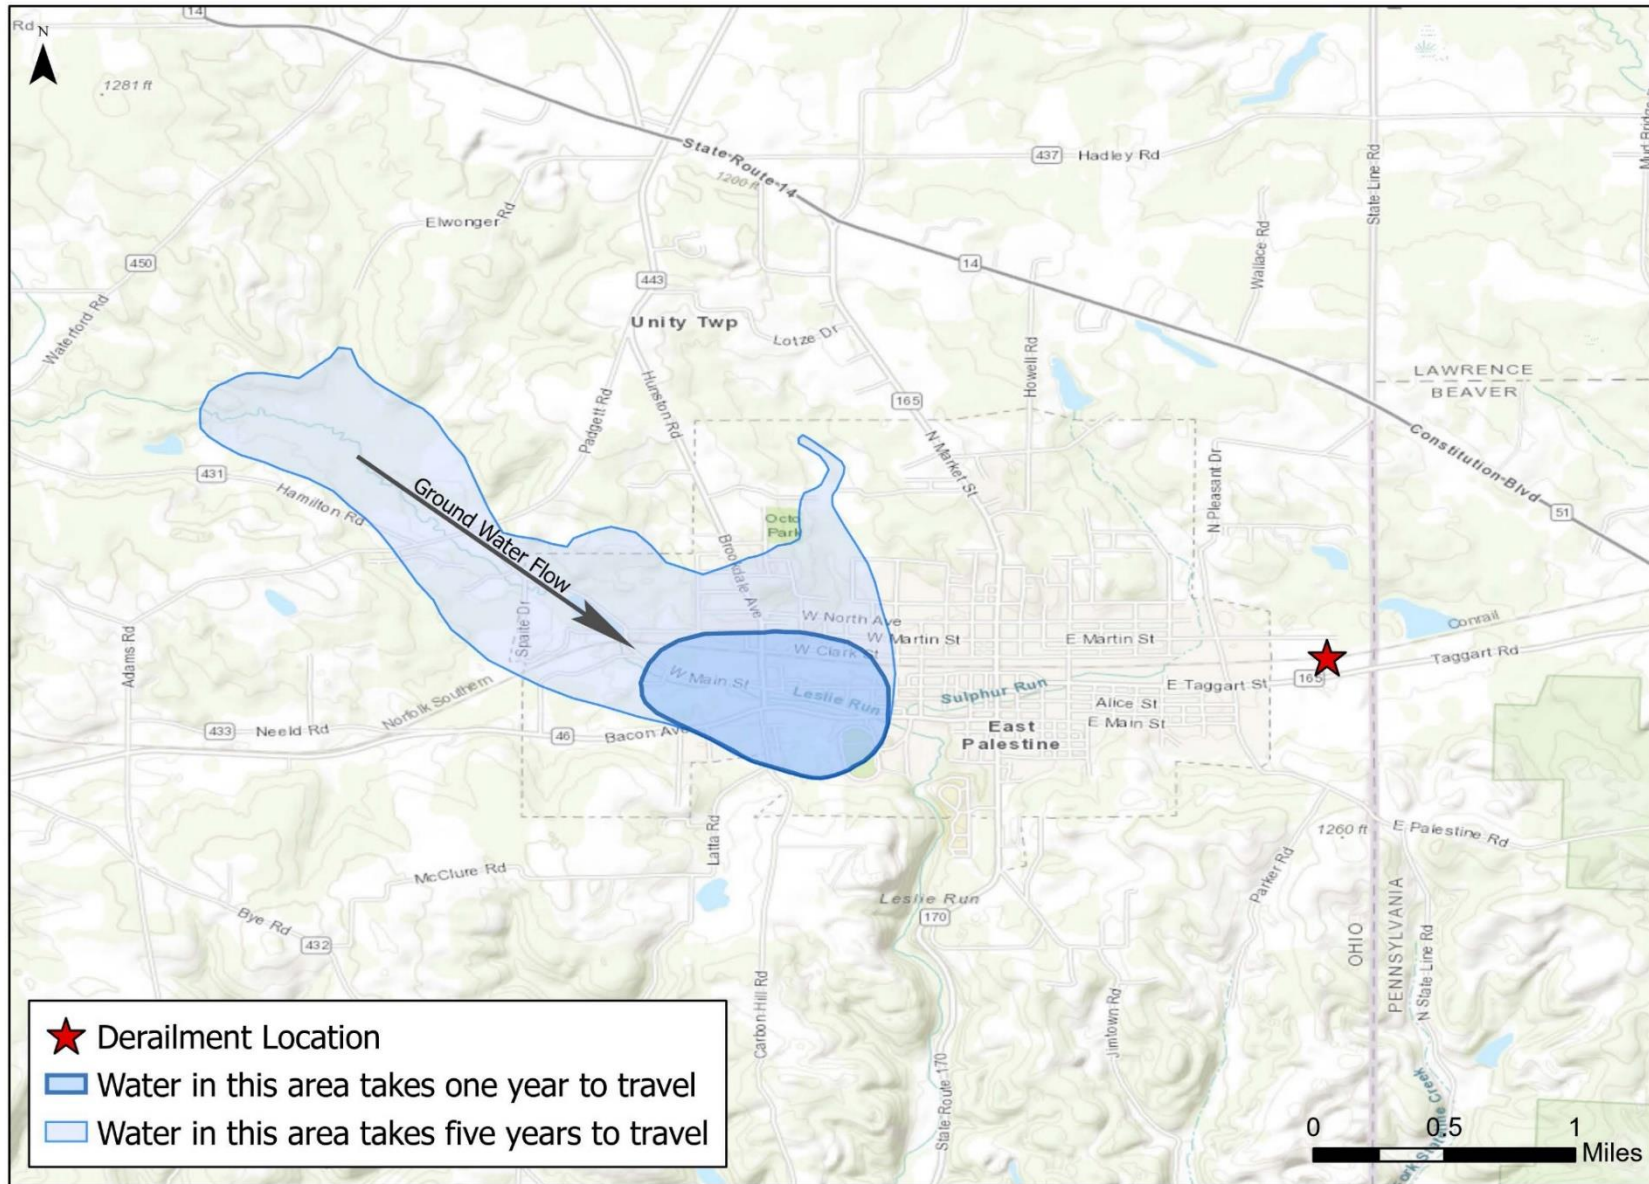 14
Rd
N
1281 ft
State Route 14
1200 ft
437
Hadley Rd
State Line Rd
Mud Bridge
Elwonger Rd
450
443
14
Wallace Rd
Waterford Rd
Unity Twp
Lotze Dr
Howell Rd
LAWRENCE
BEAVER
Padgett Rd
Hunston Rd
165
N Market St
Constitution Blvd
431
Hamilton Rd
Ground Water Flow
N Pleasant Dr
51
Octo
Park
Brookdale Ave
W North Ave
W Martin St
E Martin St
Conrail
Spaite Dr
W Clark St
Taggart Rd
Adams Rd
W Main St
Leslie Run
Sulphur Run
E Taggart St
165
Norfolk Southern
Alice St
E Main St
433
Neeld Rd
46
Bacon Ave
East
Palestine
Latta Rd
1260 ft
E Palestine Rd
McClure Rd
Parker Rd
Leslie Run
170
Bye Rd
432
OHIO
PENNSYLVANIA
N State Line Rd
Carbon Hill Rd
Jimtown Rd
State Route 170
Derailment Location
Water in this area takes one year to travel
Water in this area takes five years to travel
0
0.5
1
Miles